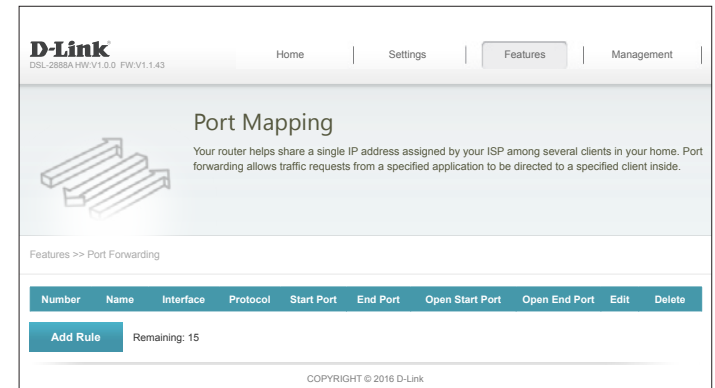 D-Link
DSL-2888A HW:V1.0.0 FW:V1.1.43
Home
Settings
Features
Management
Port Mapping
Your router helps share a single IP address assigned by your ISP among several clients in your home. Port
forwarding allows traffic requests from a specified application to be directed to a specified client inside.
Features >> Port Forwarding
Number Name Interface Protocol Start Port End Port Open Start Port Open End Port Edit Delete
Add Rule Remaining: 15
COPYRIGHT © 2016 D-Link